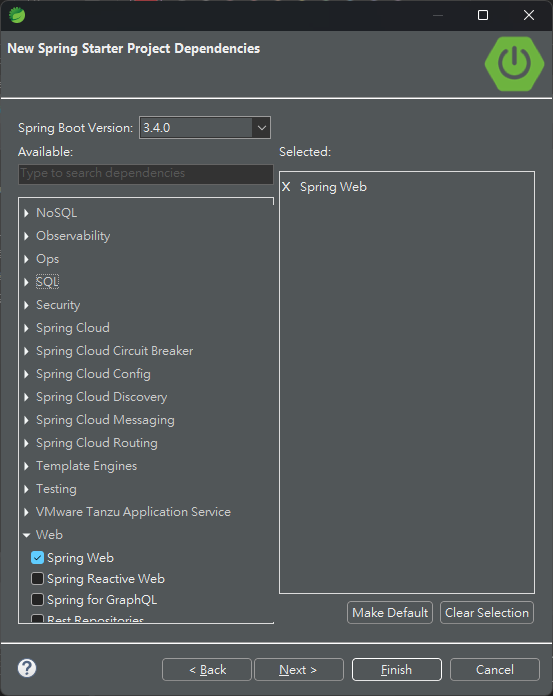 New Spring Starter Project Dependencies
Spring Boot Version: 3.4.0
Available:
Selected:
Type to search dependencies
X Spring Web
NoSQL
Observability
Ops
SQL
Security
Spring Cloud
Spring Cloud Circuit Breaker
Spring Cloud Config
Spring Cloud Discovery
Spring Cloud Messaging
Spring Cloud Routing
Template Engines
Testing
VMware Tanzu Application Service
Web
Spring Web
Spring Reactive Web
Spring for GraphQL
Rest Repositories
Make Default
Clear Selection
?
< Back
Next >
Finish
Cancel